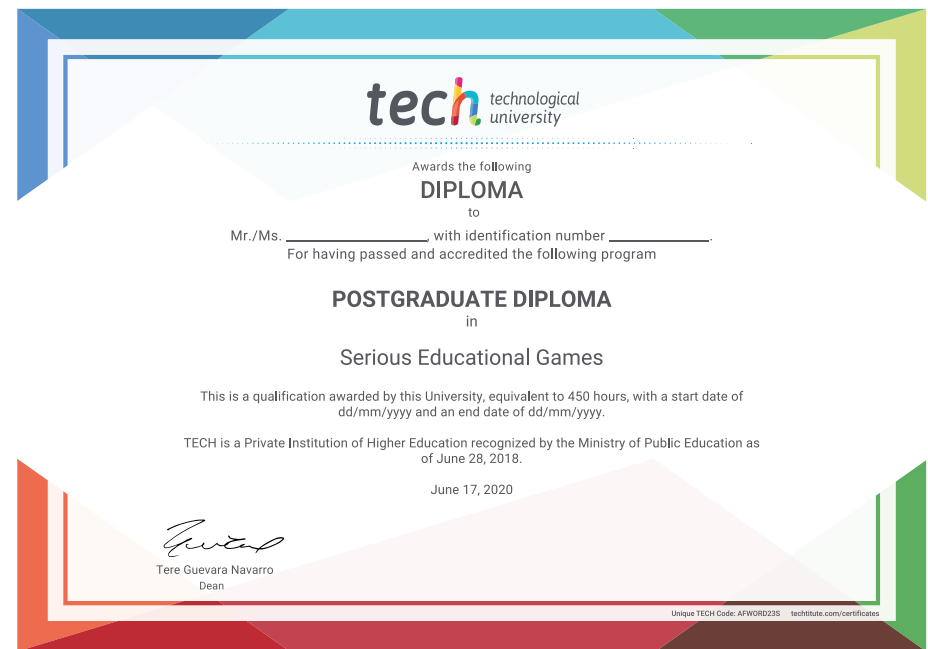 tech technological
university
Awards the following
DIPLOMA
to
Mr./Ms. ____________________, with identification number ______________.
For having passed and accredited the following program
POSTGRADUATE DIPLOMA
in
Serious Educational Games
This is a qualification awarded by this University, equivalent to 450 hours, with a start date of
dd/mm/yyyy and an end date of dd/mm/yyyy.
TECH is a Private Institution of Higher Education recognized by the Ministry of Public Education as
of June 28, 2018.
June 17, 2020
Tere Guevara Navarro
Dean
Unique TECH Code: AFWORD23S techtitute.com/certificates